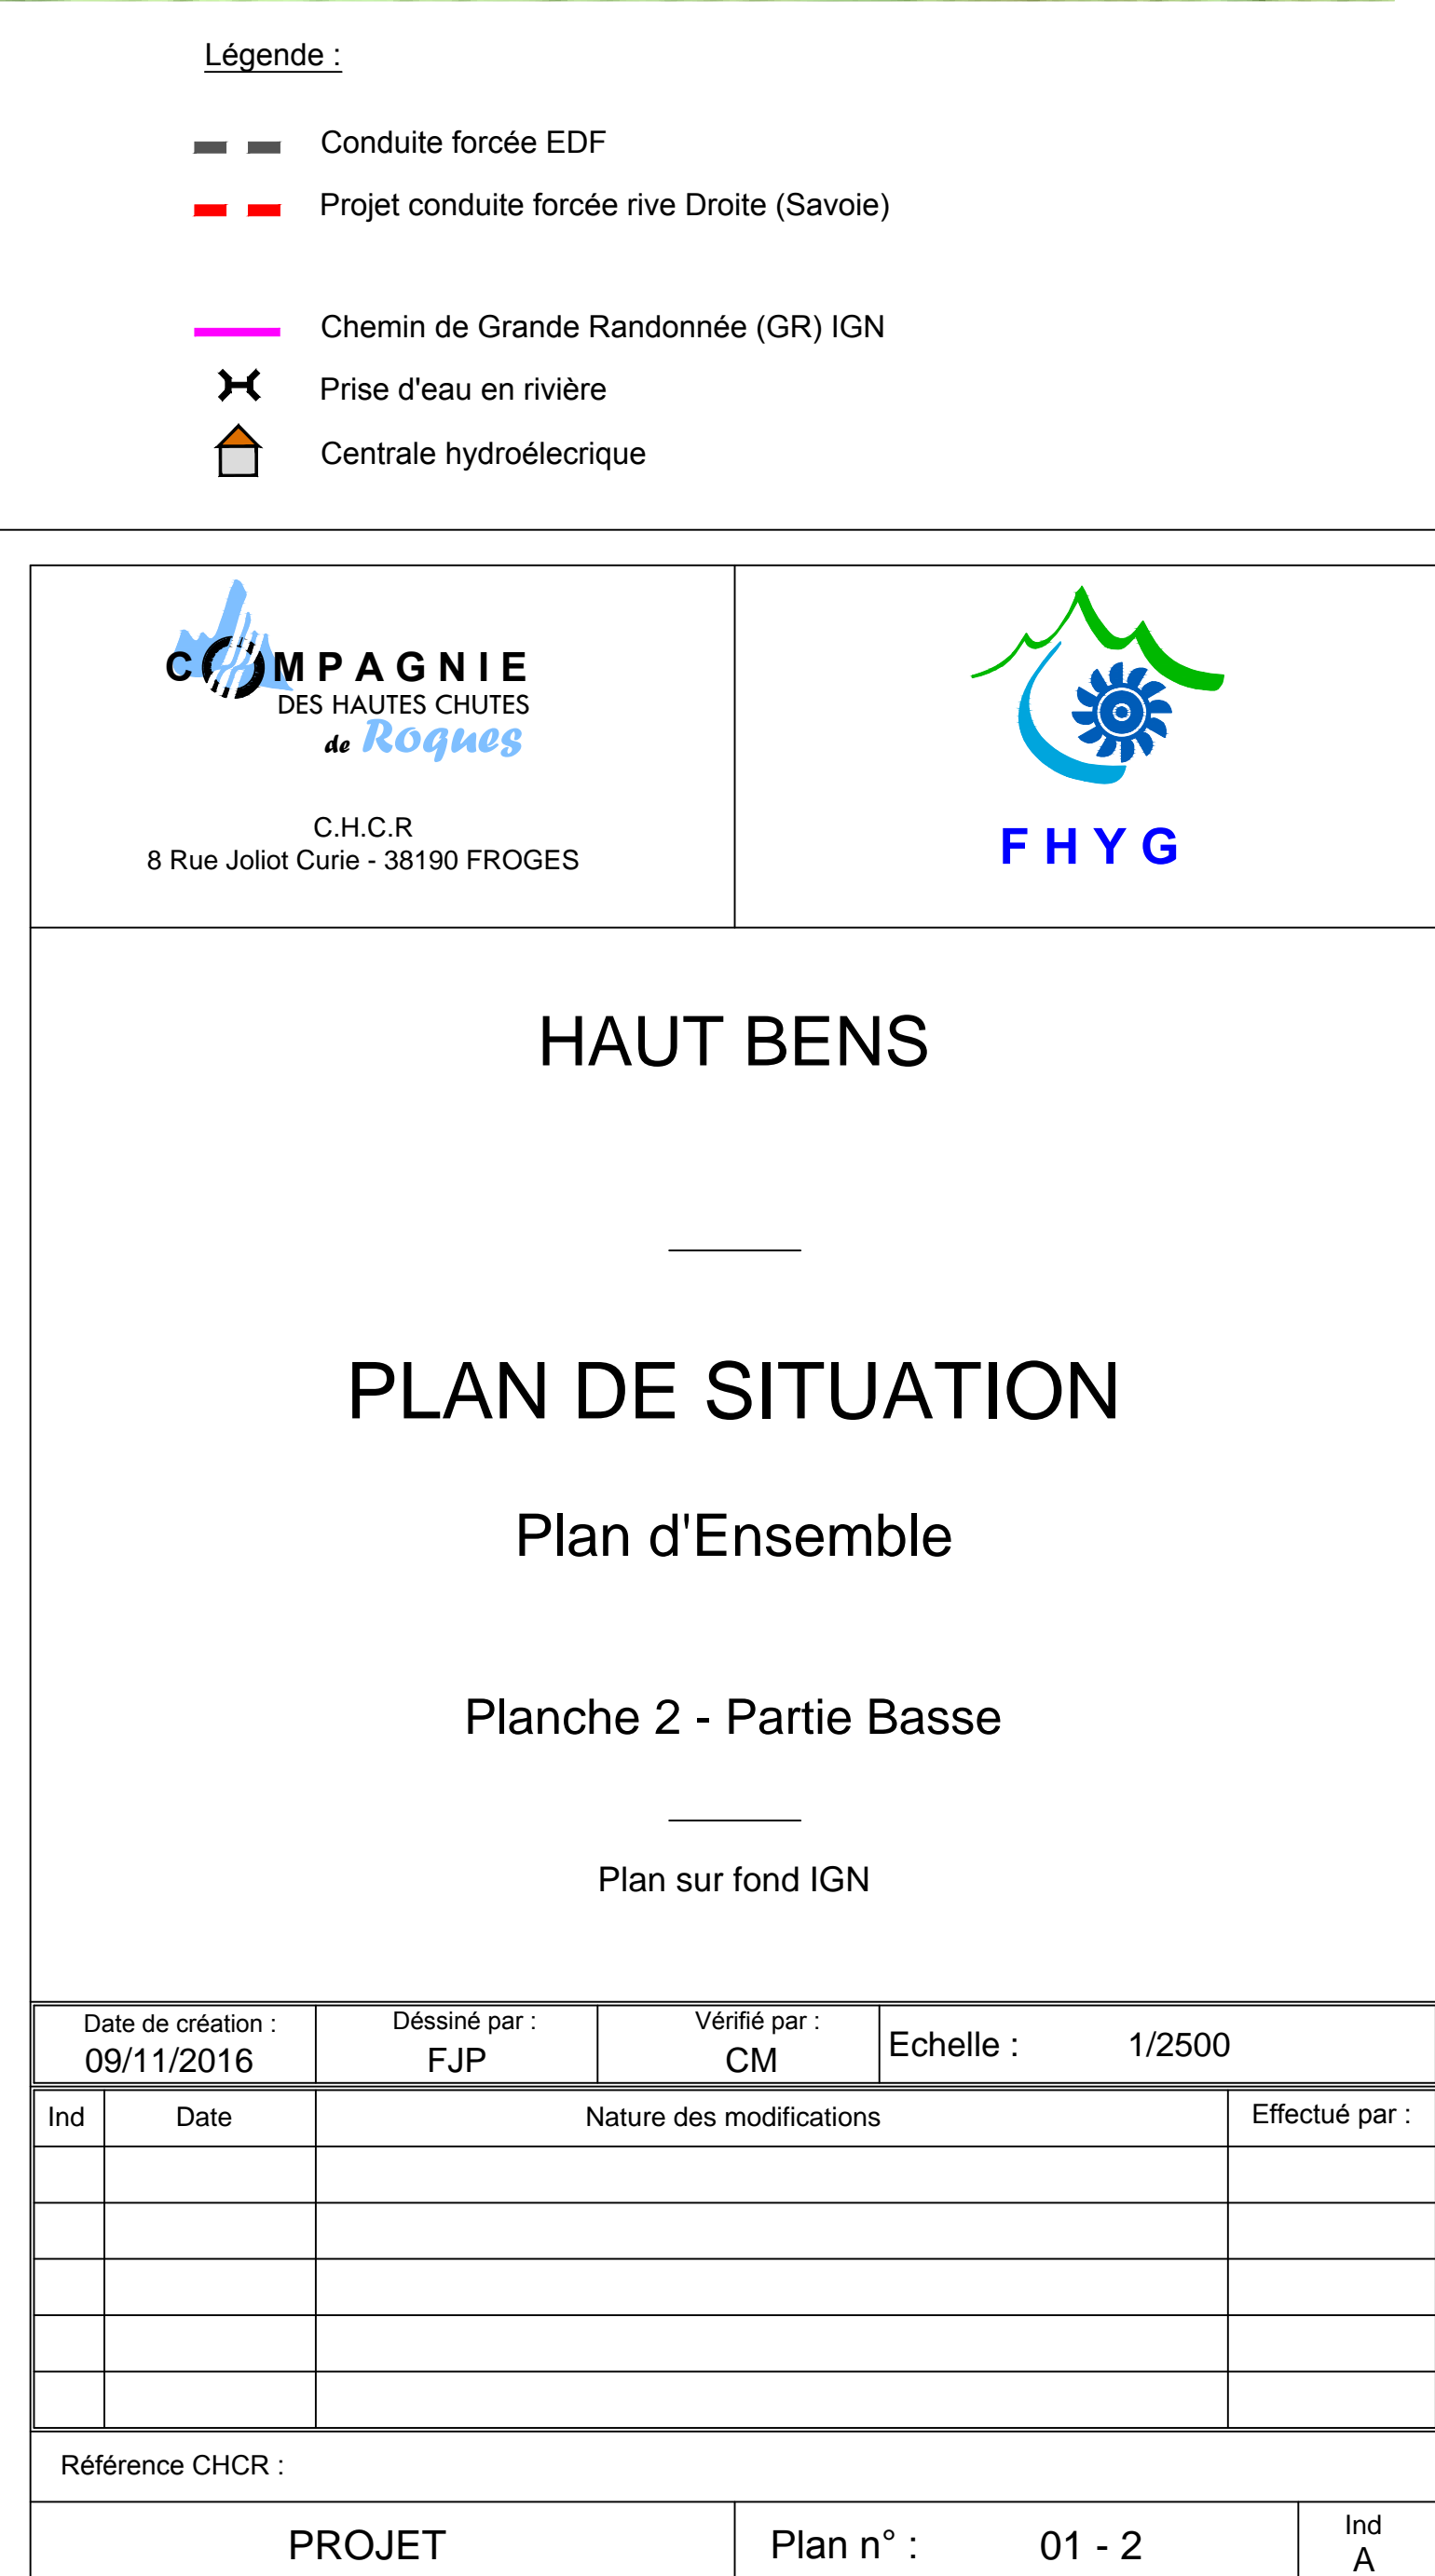 Légende :
Conduite forcée EDF
Projet conduite forcée rive Droite (Savoie)
Chemin de Grande Randonnée (GR) IGN
Prise d'eau en rivière
Centrale hydroélecrique
COMPAGNIE
DES HAUTES CHUTES
de Roques
C.H.C.R
8 Rue Joliot Curie - 38190 FROGES
FHYG
HAUT BENS
PLAN DE SITUATION
Plan d'Ensemble
Planche 2 - Partie Basse
Plan sur fond IGN
Date de création :
09/11/2016
Déssiné par :
FJP
Vérifié par :
CM
Echelle : 1/2500
Ind Date Nature des modifications Effectué par :
Référence CHCR :
PROJET
Plan n° : 01 - 2
Ind
A